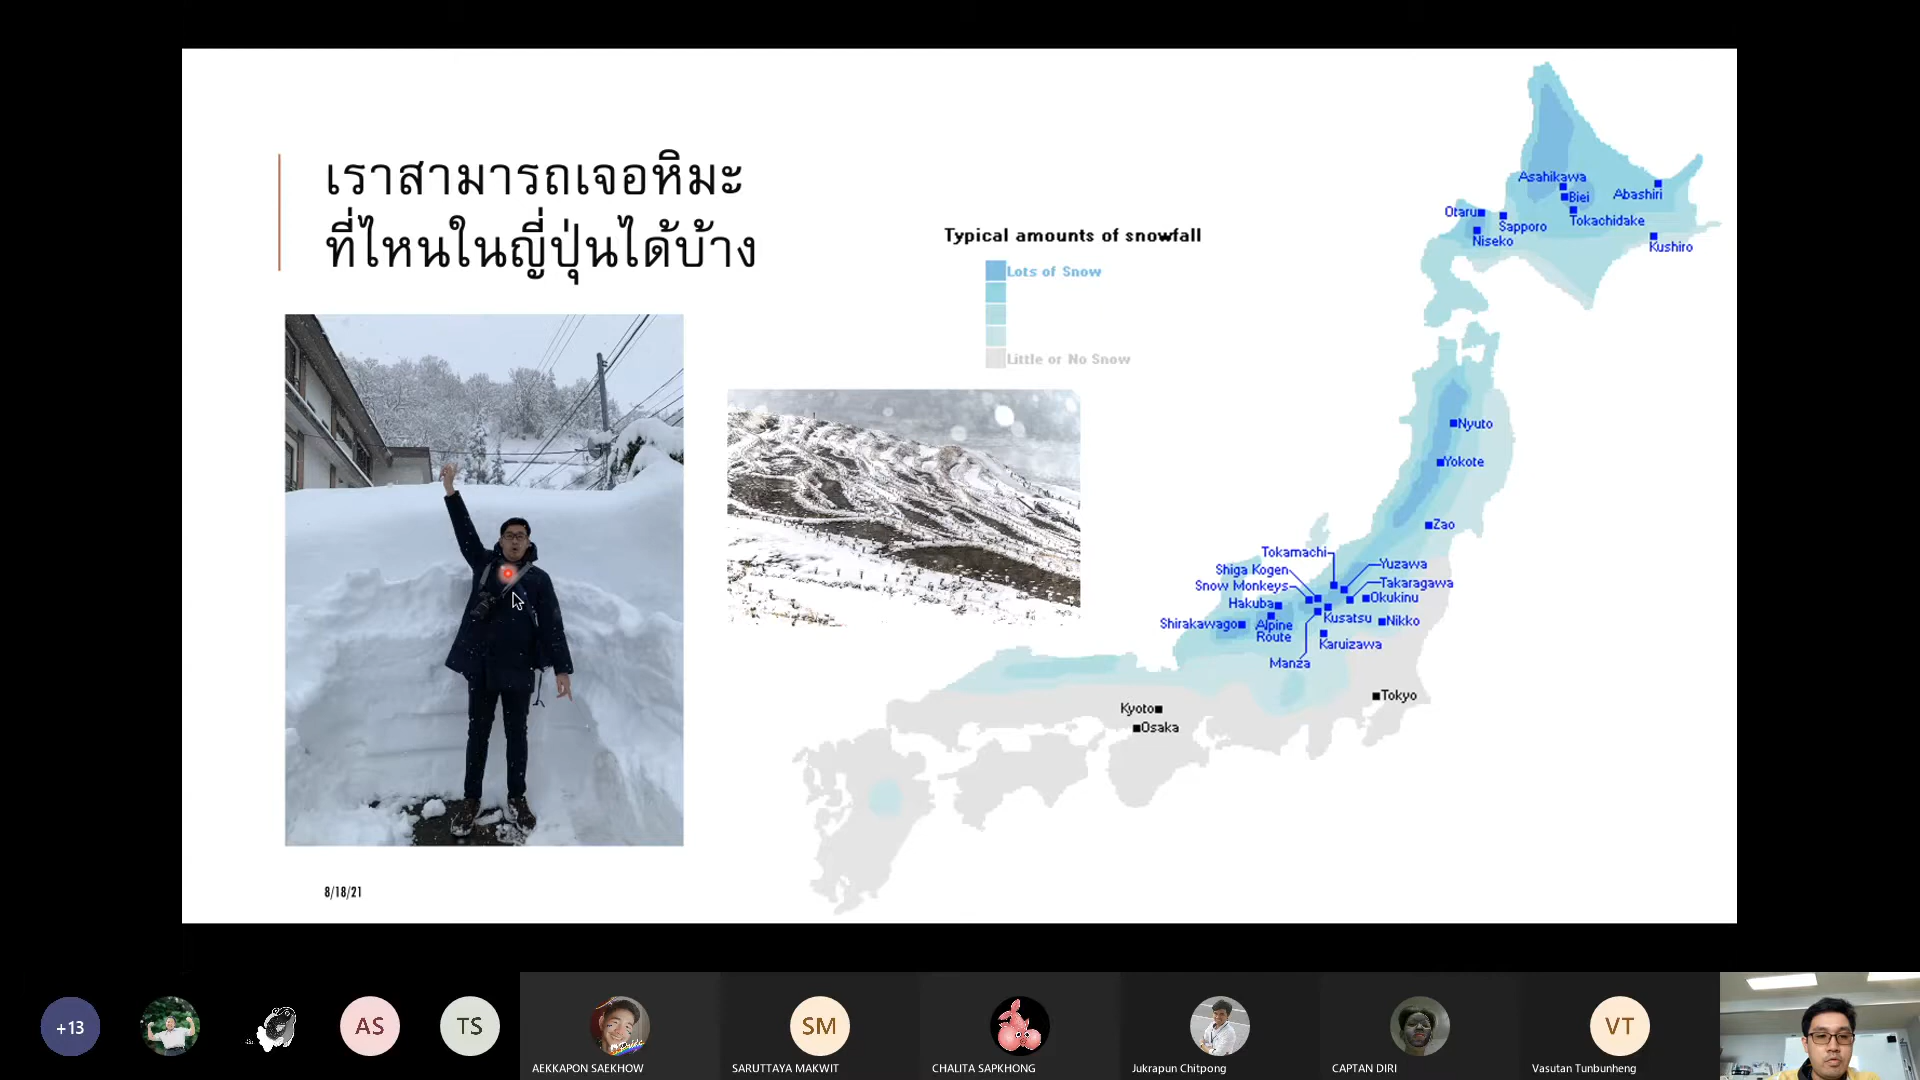 เราสามารถเจอหิมะ
ที่ไหนในญี่ปุ่นได้บ้าง
Typical amounts of snowfall
Lots of Snow
Little or No Snow
Asahikawa
Biei
Abashiri
Otaru
Sapporo
Tokachidake
Niseko
Kushiro
Nyuto
Yokote
Zao
Tokamachi
Yuzawa
Shiga Kogen
Takaragawa
Snow Monkeys
Okukinu
Hakuba
Shirakawago
Alpine
Route
Kusatsu
Nikko
Karuizawa
Manza
Tokyo
Kyoto
Osaka
8/18/21
+13
AS
TS
AEKKAPON SAEKHOW
SM
SARUTTAYA MAKWIT
CHALITA SAPKHONG
Jukrapun Chitpong
CAPTAN DIRI
VT
Vasutan Tunbunheng